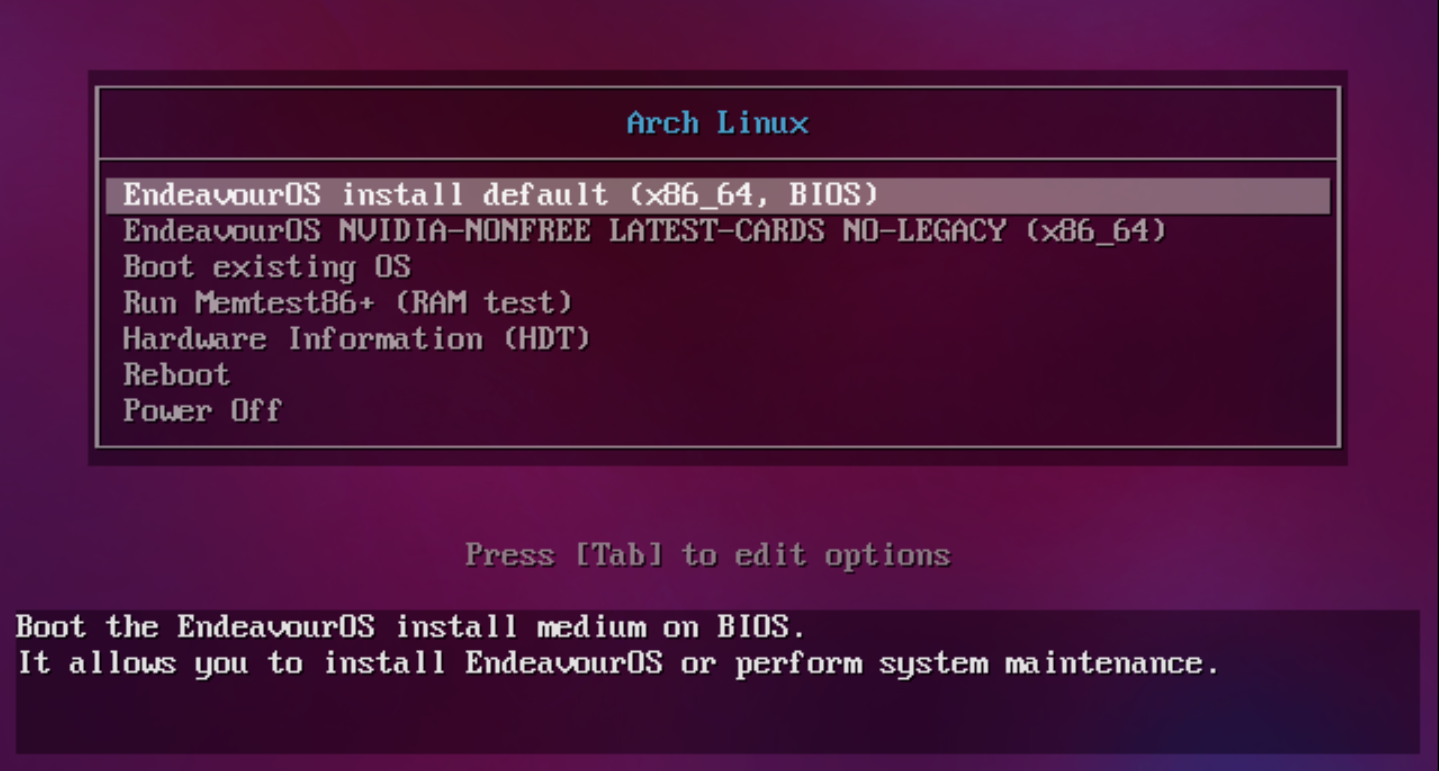 Arch Linux
EndeavourOS install default (x86_64, BIOS)
EndeavourOS NVIDIA-NONFREE LATEST-CARDS NO-LEGACY (x86_64)
Boot existing OS
Run Memtest86+ (RAM test)
Hardware Information (HDT)
Reboot
Power Off
Press [Tab] to edit options
Boot the EndeavourOS install medium on BIOS.
It allows you to install EndeavourOS or perform system maintenance.